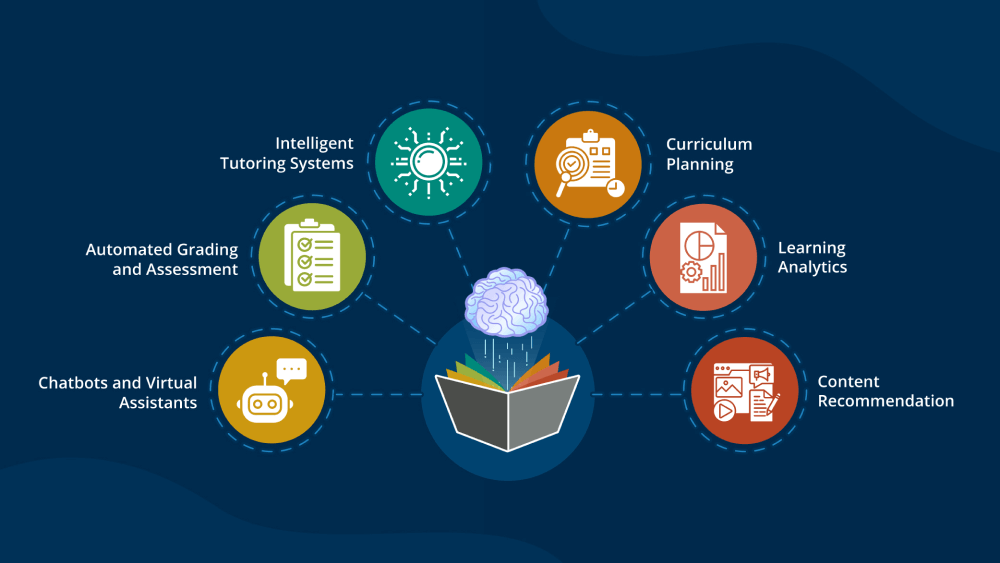 Intelligent
Tutoring Systems
Curriculum
Planning
Automated Grading
and Assessment
Learning
Analytics
Chatbots and Virtual
Assistants
Content
Recommendation